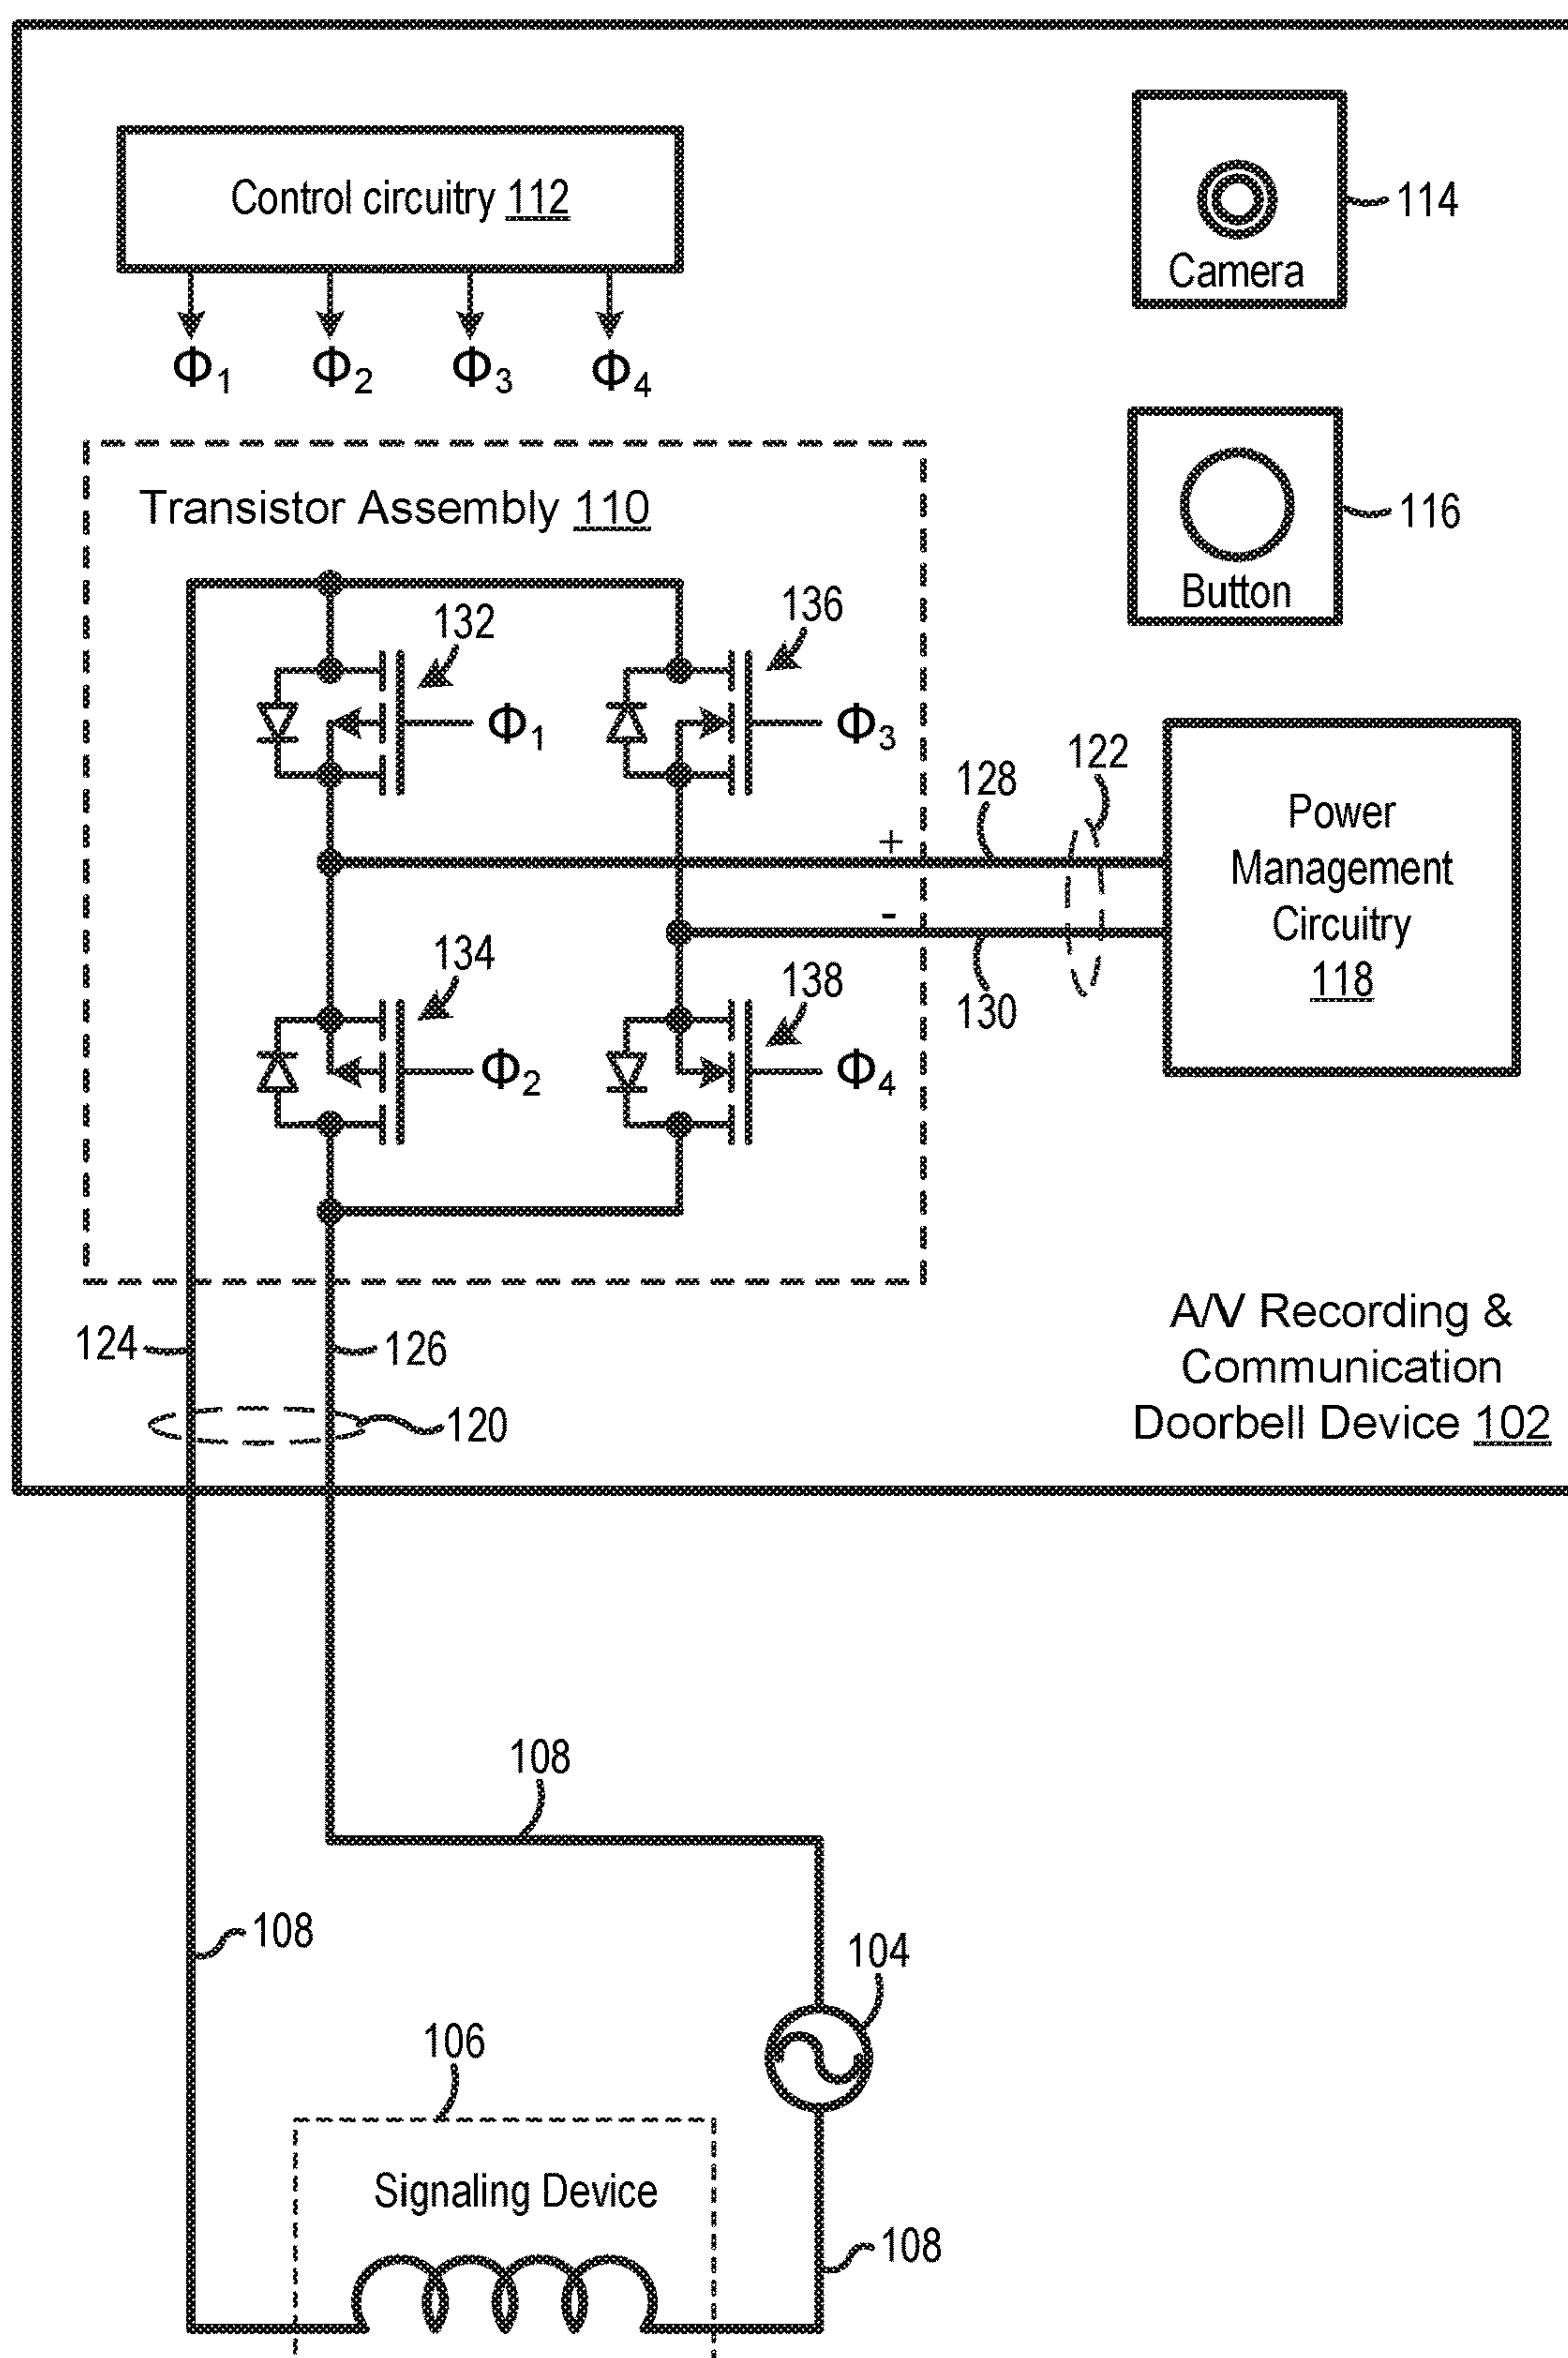 Control circuitry 112
114
Camera
Φ1 Φ2 Φ3 Φ4
Transistor Assembly 110
116
Button
132
136
Φ1
Φ3
122
128
+
Power
Management
Circuitry
118
-
134
138
130
Φ2
Φ4
A/V Recording &
Communication
Doorbell Device 102
124
126
120
108
108
104
106
Signaling Device
108